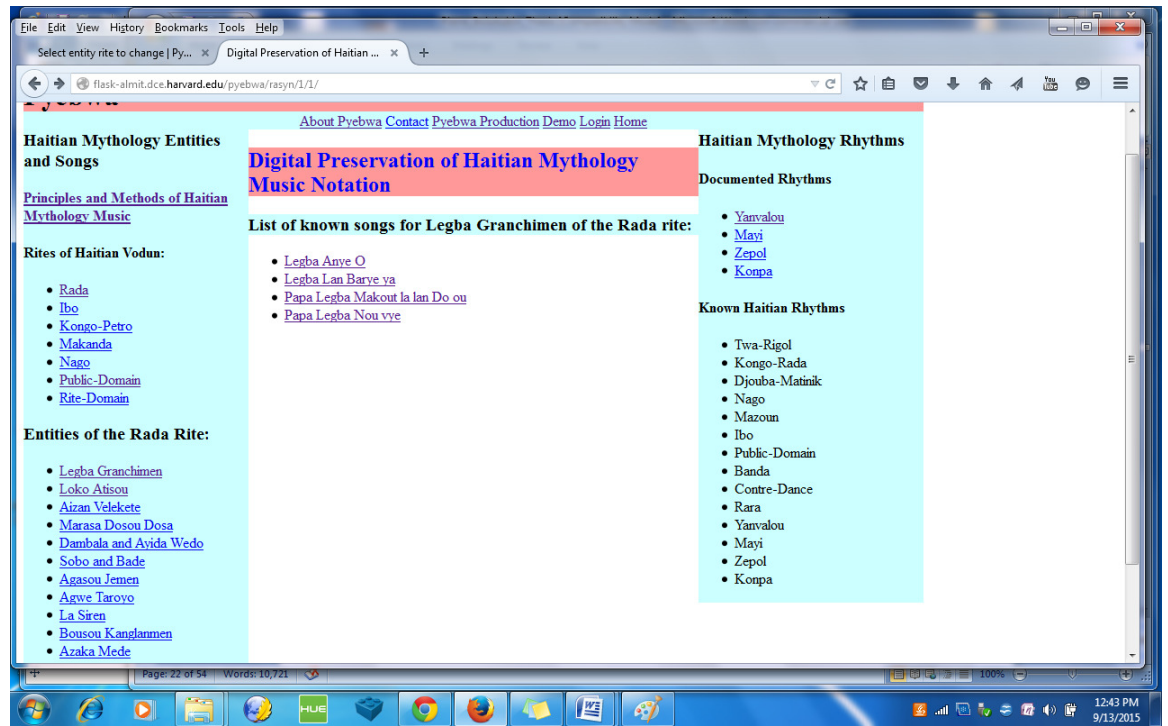 File Edit View History Bookmarks Tools Help
Select entity rite to change | Py... × Digital Preservation of Haitian ... × +
flask-almit.dce.harvard.edu/pyebwa/rasyn/1/1/
You Tube
About Pyebwa Contact Pyebwa Production Demo Login Home
Haitian Mythology Entities
and Songs
Principles and Methods of Haitian
Mythology Music
Rites of Haitian Vodun:
Rada
Ibo
Kongo-Petro
Makanda
Nago
Public-Domain
Rite-Domain
Entities of the Rada Rite:
Legba Granchimen
Loko Atisou
Aizan Velekete
Marasa Dosou Dosa
Dambala and Ayida Wedo
Sobo and Bade
Agasou Jemen
Agwe Taroyo
La Siren
Bousou Kanglanmen
Azaka Mede
Digital Preservation of Haitian Mythology
Music Notation
List of known songs for Legba Granchimen of the Rada rite:
Legba Anye O
Legba Lan Barye ya
Papa Legba Makout la lan Do ou
Papa Legba Nou vye
Haitian Mythology Rhythms
Documented Rhythms
Yanvalou
Mayi
Zepol
Konpa
Known Haitian Rhythms
Twa-Rigol
Kongo-Rada
Djouba-Matinik
Nago
Mazoun
Ibo
Public-Domain
Banda
Contre-Dance
Rara
Yanvalou
Mayi
Zepol
Konpa
Page: 22 of 54 Words: 10,721 100%
HUE
12:43 PM
9/13/2015